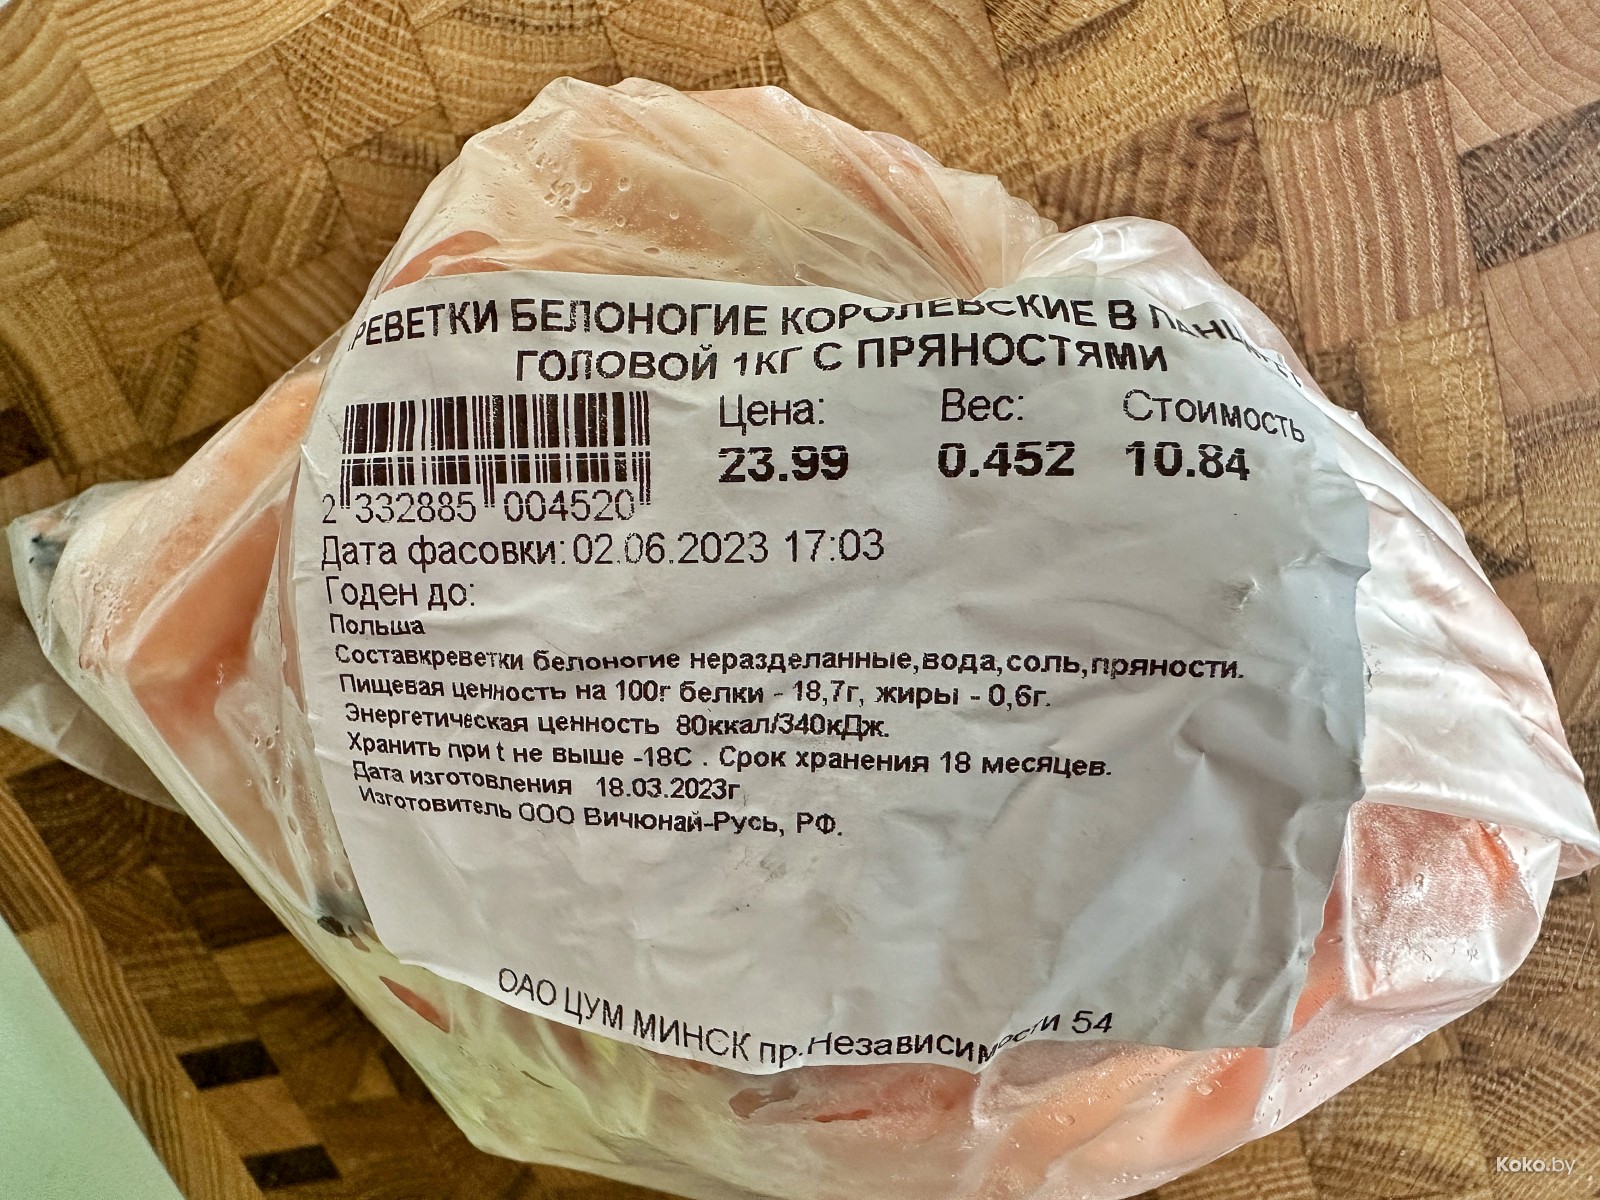 КРЕВЕТКИ БЕЛОНОГИЕ КОРОЛЕВСКИЕ В
ГОЛОВОЙ 1КГ С ПРЯНОСТЯМИ
Цена: Вес: Стоимость
23.99 0.452 10.84
2 332885 004520
Дата фасовки: 02.06.2023 17:03
Годен до:
Польша
Составкреветки белоногие неразделанные,вода,соль,пряности.
Пищевая ценность на 100г белки - 18,7г, жиры - 0,6г.
Энергетическая ценность 80ккал/340кДж.
Хранить при t не выше -18С . Срок хранения 18 месяцев.
Дата изготовления 18.03.2023г
Изготовитель ООО Вичюнай-Русь, РФ.
ОАО ЦУМ МИНСК пр.Независимости 54
Koko.by